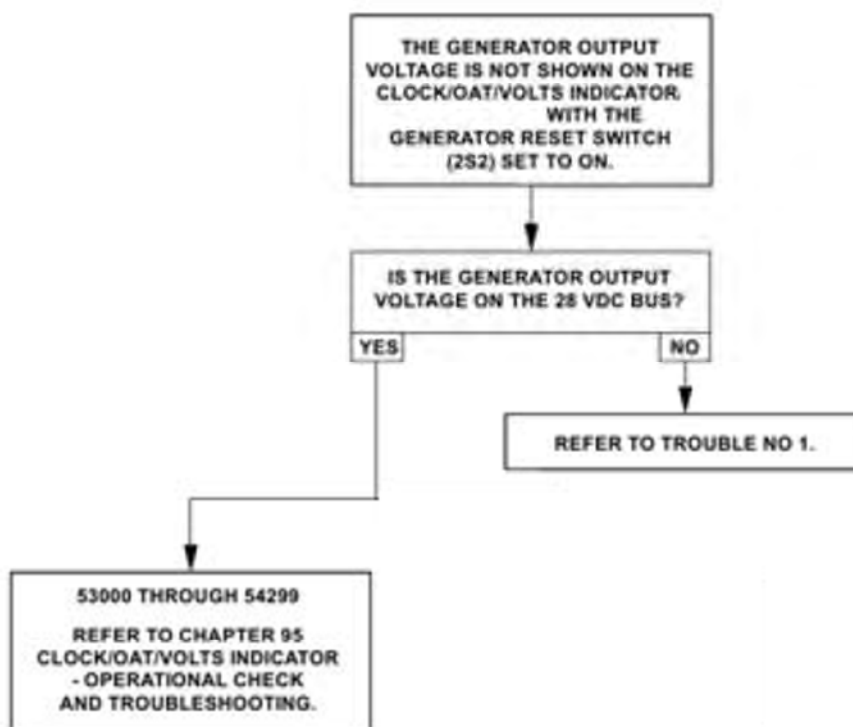 THE GENERATOR OUTPUT
VOLTAGE IS NOT SHOWN ON THE
CLOCK/OAT/VOLTS INDICATOR
WITH THE
GENERATOR RESET SWITCH
(2S2) SET TO ON.
IS THE GENERATOR OUTPUT
VOLTAGE ON THE 28 VDC BUS?
YES
NO
REFER TO TROUBLE NO 1.
53000 THROUGH 54299
REFER TO CHAPTER 95
CLOCK/OAT/VOLTS INDICATOR
- OPERATIONAL CHECK
AND TROUBLESHOOTING.